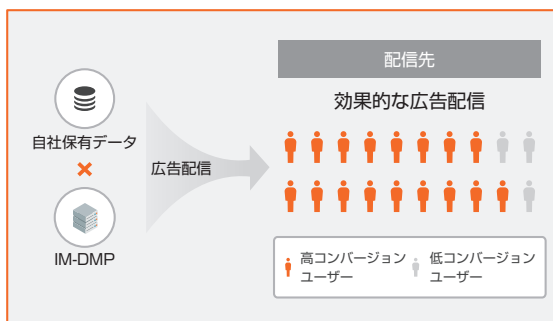 配信先
効果的な広告配信
自社保有データ
×
広告配信
IM-DMP
高コンバージョン
ユーザー
低コンバージョン
ユーザー